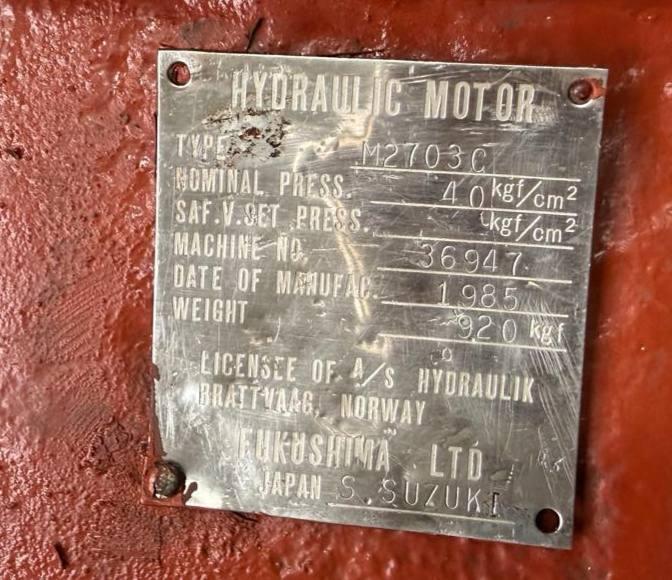 HYDRAULIC MOTOR
TYPE M2703C
NOMINAL PRESS. 40 kgf/cm²
SAF.V.SET PRESS. kgf/cm²
MACHINE NO. 36947
DATE OF MANUFAC. 1985
WEIGHT 920 kgf
LICENSEE OF A/S HYDRAULIK
BRATTVAAG, NORWAY
FUKUSHIMA LTD
JAPAN S.SUZUKI